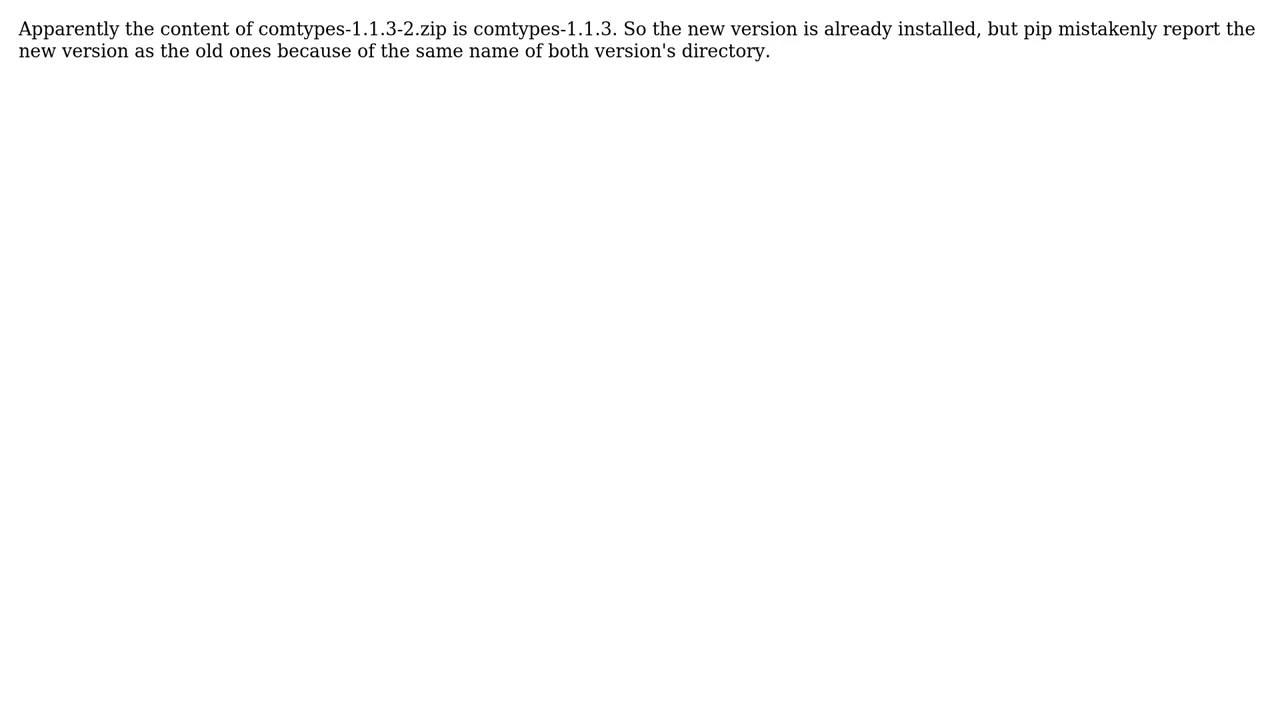 Apparently the content of comtypes-1.1.3-2.zip is comtypes-1.1.3. So the new version is already installed, but pip mistakenly report the
new version as the old ones because of the same name of both version's directory.